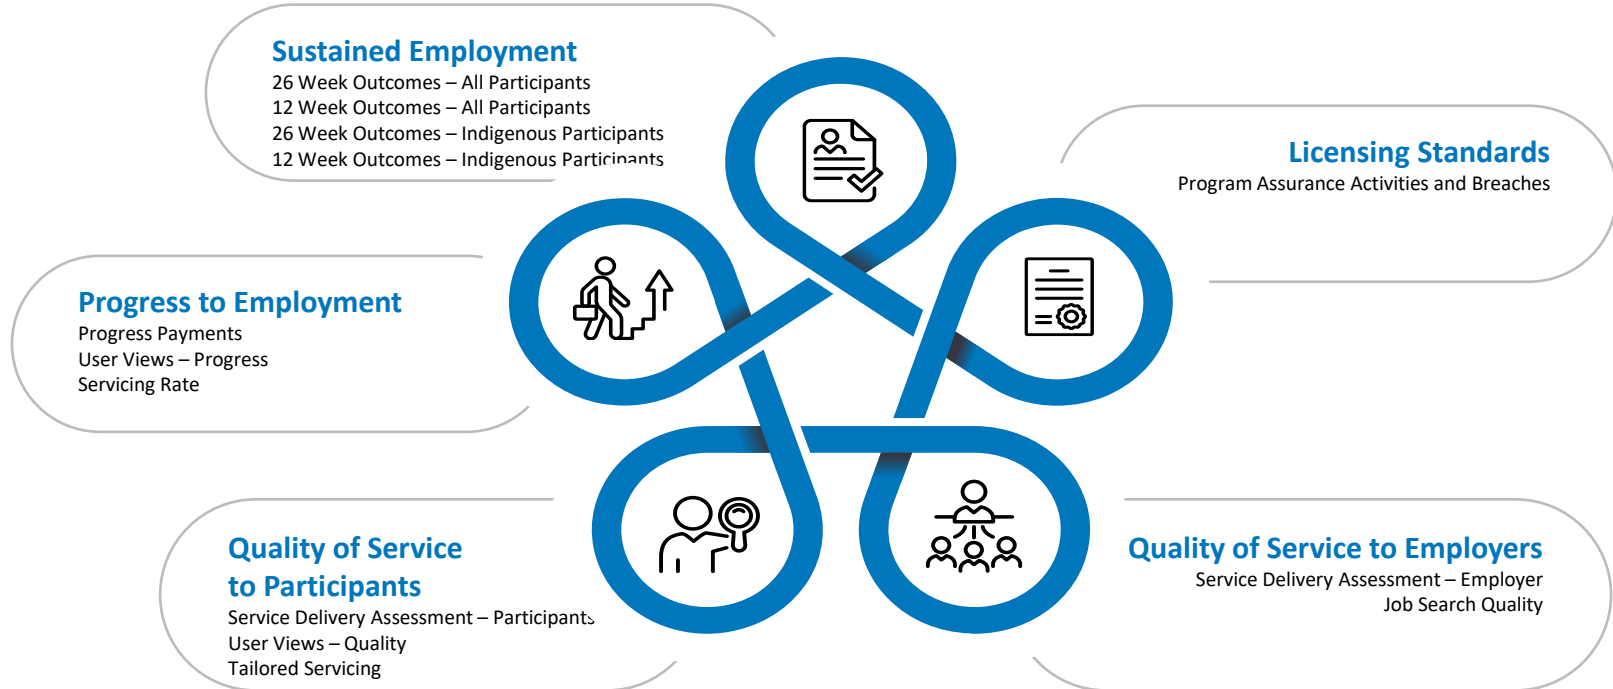 Sustained Employment
26 Week Outcomes – All Participants
12 Week Outcomes – All Participants
26 Week Outcomes – Indigenous Participants
12 Week Outcomes – Indigenous Participants
Licensing Standards
Program Assurance Activities and Breaches
Progress to Employment
Progress Payments
User Views – Progress
Servicing Rate
Quality of Service
to Participants
Service Delivery Assessment – Participants
User Views – Quality
Tailored Servicing
Quality of Service to Employers
Service Delivery Assessment – Employer
Job Search Quality